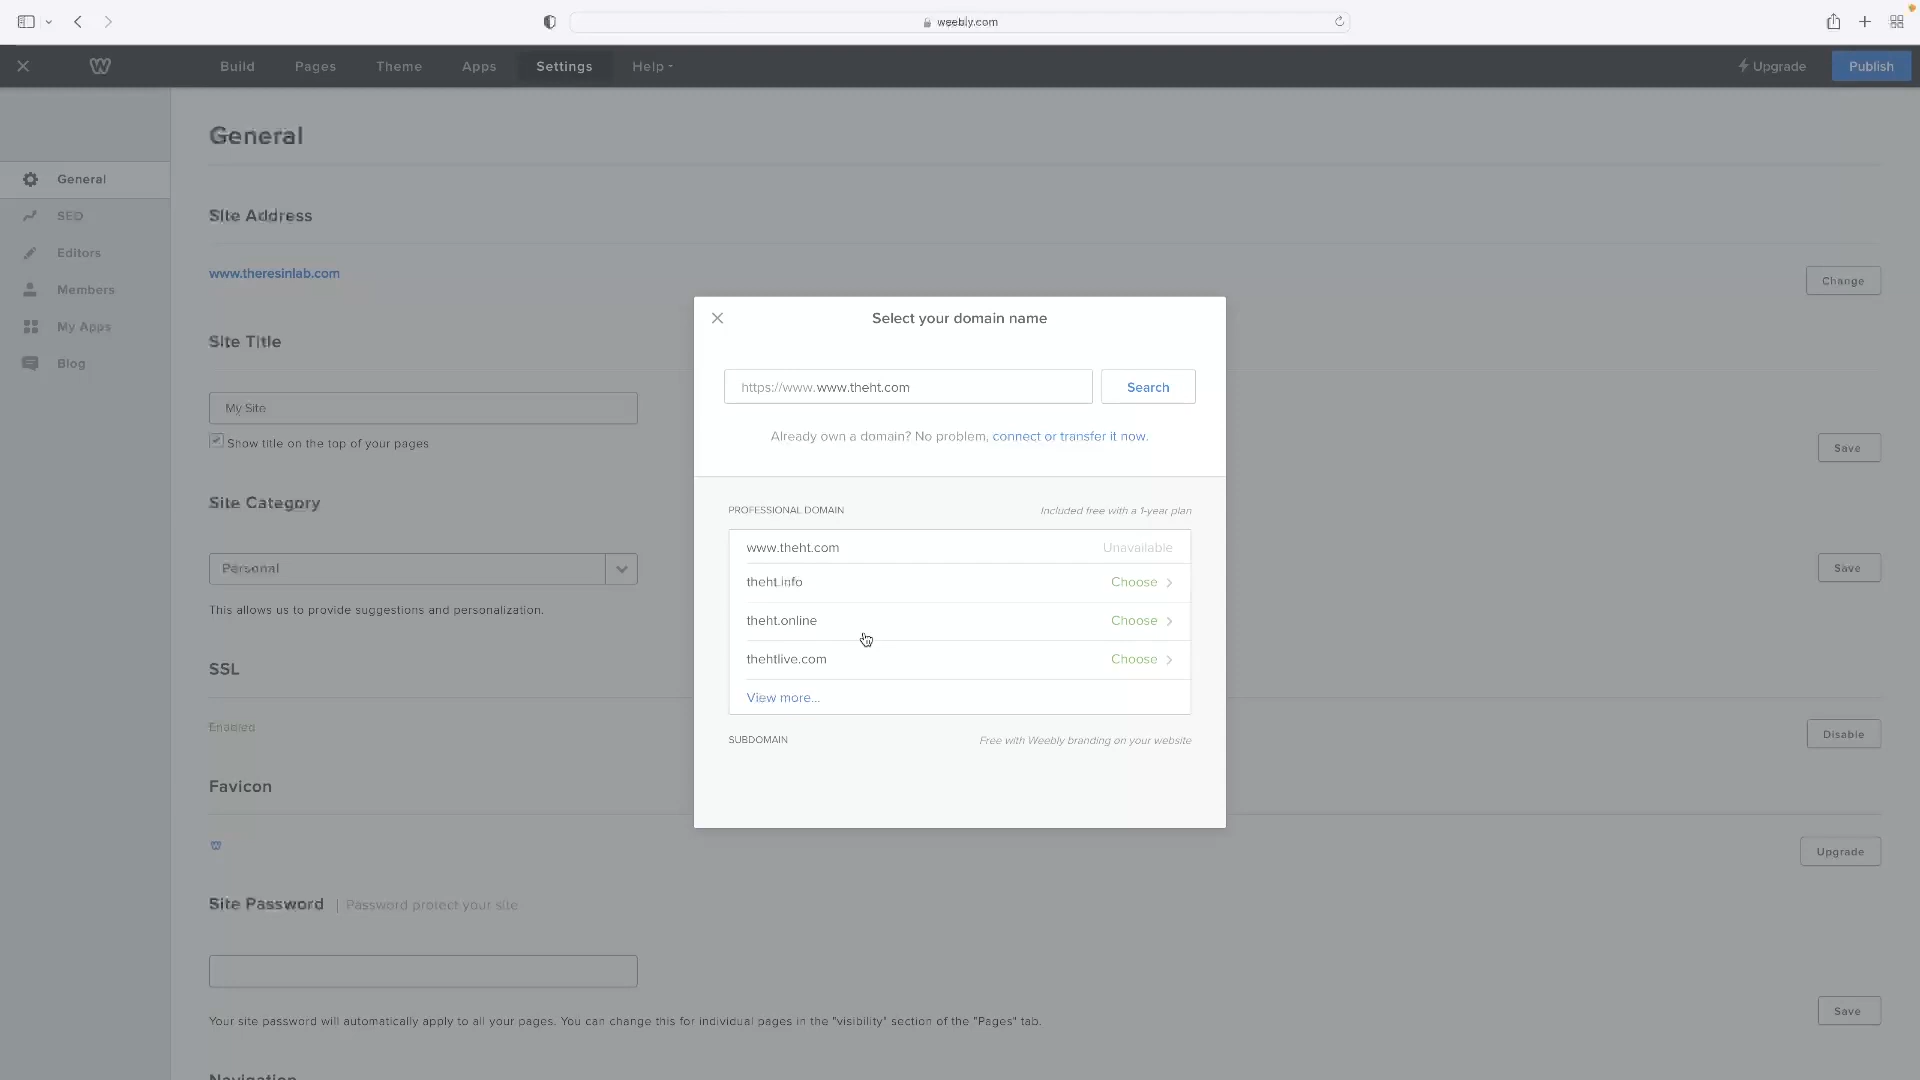 weebly.com
Build Pages Theme Apps Settings Help Upgrade Publish
General
General
SEO
Editors
Members
My Apps
Blog
Site Address
www.theresinlab.com
Change
Site Title
My Site
Show title on the top of your pages
Save
Site Category
Personal
Save
This allows us to provide suggestions and personalization.
SSL
Enabled
Disable
Favicon
Upgrade
Site Password | Password protect your site
Your site password will automatically apply to all your pages. You can change this for individual pages in the "visibility" section of the "Pages" tab.
Save
Navigation
Select your domain name
https://www.www.theht.com
Search
Already own a domain? No problem, connect or transfer it now.
PROFESSIONAL DOMAIN Included free with a 1-year plan
www.theht.com Unavailable
theht.info Choose
theht.online Choose
thehtlive.com Choose
View more...
SUBDOMAIN Free with Weebly branding on your website